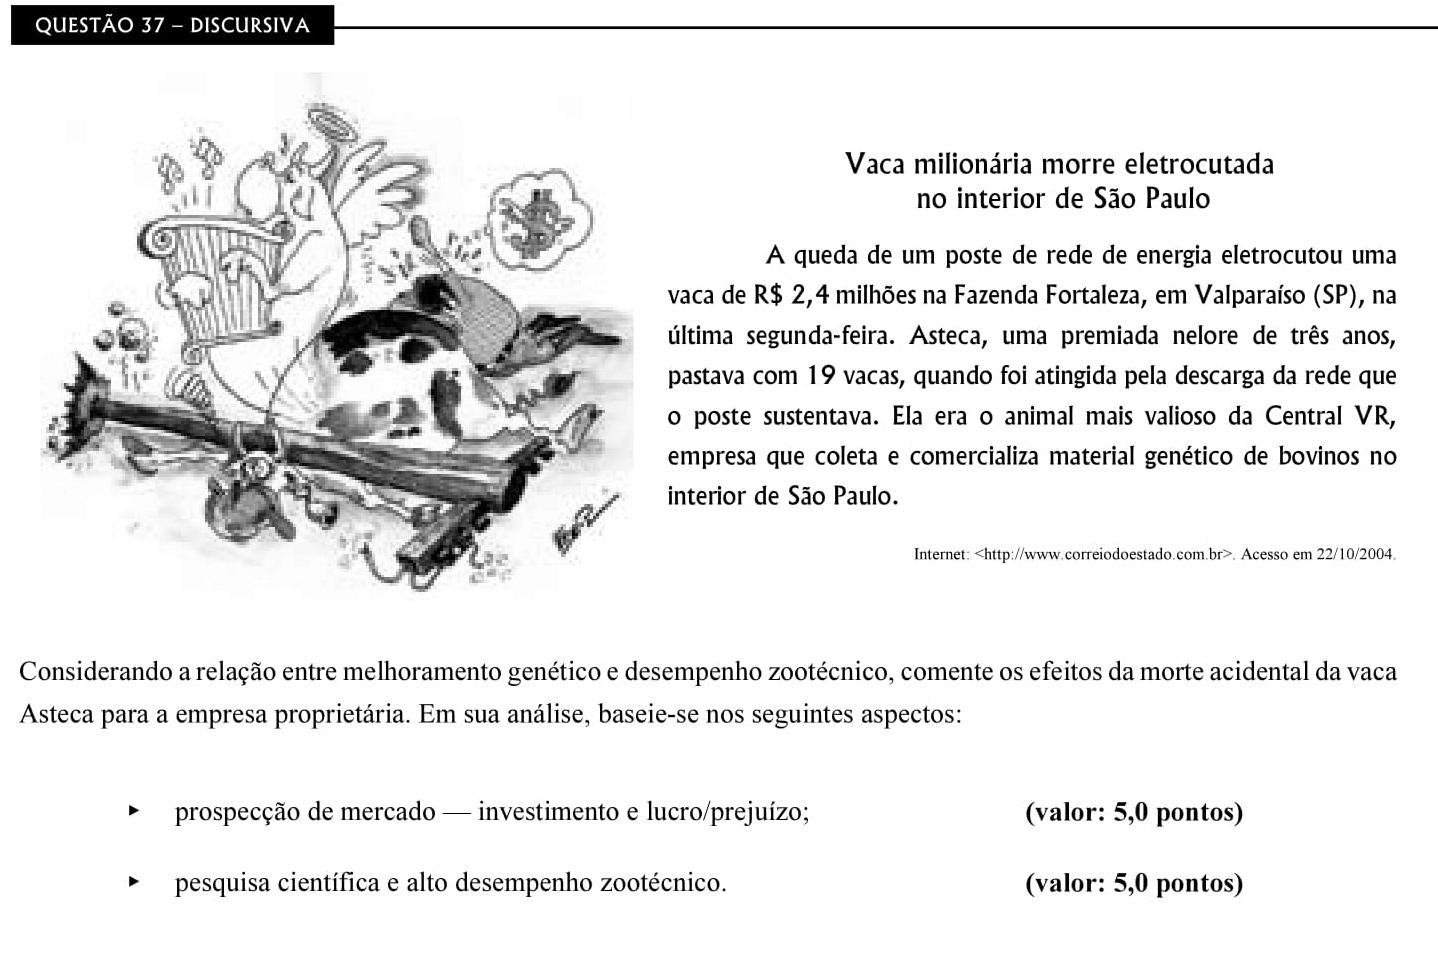 QUESTÃO 37 – DISCURSIVA
Vaca milionária morre eletrocutada
no interior de São Paulo
A queda de um poste de rede de energia eletrocutou uma
vaca de R$ 2,4 milhões na Fazenda Fortaleza, em Valparaíso (SP), na
última segunda-feira. Asteca, uma premiada nelore de três anos,
pastava com 19 vacas, quando foi atingida pela descarga da rede que
o poste sustentava. Ela era o animal mais valioso da Central VR,
empresa que coleta e comercializa material genético de bovinos no
interior de São Paulo.
Internet: <http://www.correiodoestado.com.br>. Acesso em 22/10/2004.
Considerando a relação entre melhoramento genético e desempenho zootécnico, comente os efeitos da morte acidental da vaca
Asteca para a empresa proprietária. Em sua análise, baseie-se nos seguintes aspectos:
► prospecção de mercado — investimento e lucro/prejuízo; (valor: 5,0 pontos)
► pesquisa científica e alto desempenho zootécnico. (valor: 5,0 pontos)